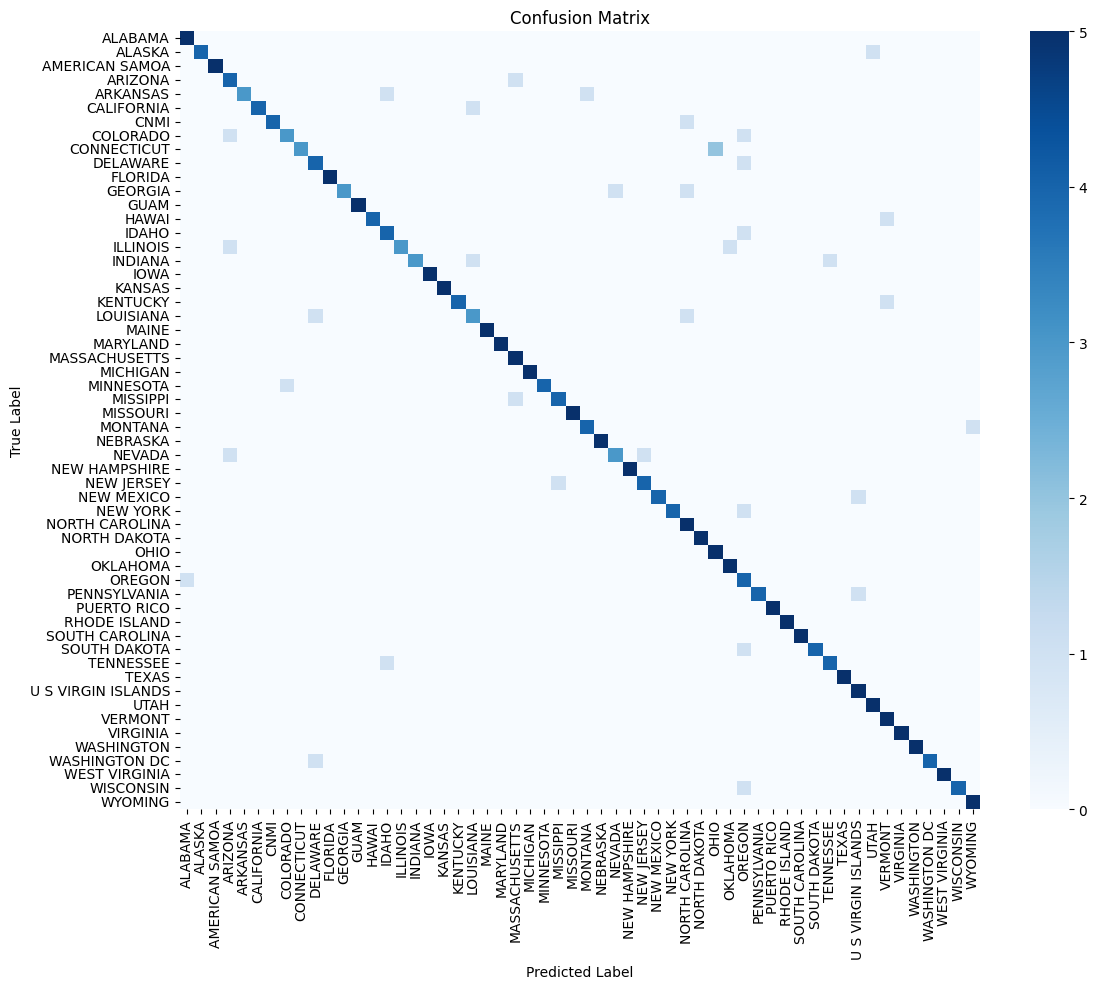 Confusion Matrix
True Label
ALABAMA
ALASKA
AMERICAN SAMOA
ARIZONA
ARKANSAS
CALIFORNIA
CNMI
COLORADO
CONNECTICUT
DELAWARE
FLORIDA
GEORGIA
GUAM
HAWAI
IDAHO
ILLINOIS
INDIANA
IOWA
KANSAS
KENTUCKY
LOUISIANA
MAINE
MARYLAND
MASSACHUSETTS
MICHIGAN
MINNESOTA
MISSIPPI
MISSOURI
MONTANA
NEBRASKA
NEVADA
NEW HAMPSHIRE
NEW JERSEY
NEW MEXICO
NEW YORK
NORTH CAROLINA
NORTH DAKOTA
OHIO
OKLAHOMA
OREGON
PENNSYLVANIA
PUERTO RICO
RHODE ISLAND
SOUTH CAROLINA
SOUTH DAKOTA
TENNESSEE
TEXAS
U S VIRGIN ISLANDS
UTAH
VERMONT
VIRGINIA
WASHINGTON
WASHINGTON DC
WEST VIRGINIA
WISCONSIN
WYOMING
ALABAMA
ALASKA
AMERICAN SAMOA
ARIZONA
ARKANSAS
CALIFORNIA
CNMI
COLORADO
CONNECTICUT
DELAWARE
FLORIDA
GEORGIA
GUAM
HAWAI
IDAHO
ILLINOIS
INDIANA
IOWA
KANSAS
KENTUCKY
LOUISIANA
MAINE
MARYLAND
MASSACHUSETTS
MICHIGAN
MINNESOTA
MISSIPPI
MISSOURI
MONTANA
NEBRASKA
NEVADA
NEW HAMPSHIRE
NEW JERSEY
NEW MEXICO
NEW YORK
NORTH CAROLINA
NORTH DAKOTA
OHIO
OKLAHOMA
OREGON
PENNSYLVANIA
PUERTO RICO
RHODE ISLAND
SOUTH CAROLINA
SOUTH DAKOTA
TENNESSEE
TEXAS
U S VIRGIN ISLANDS
UTAH
VERMONT
VIRGINIA
WASHINGTON
WASHINGTON DC
WEST VIRGINIA
WISCONSIN
WYOMING
Predicted Label
5
4
3
2
1
0